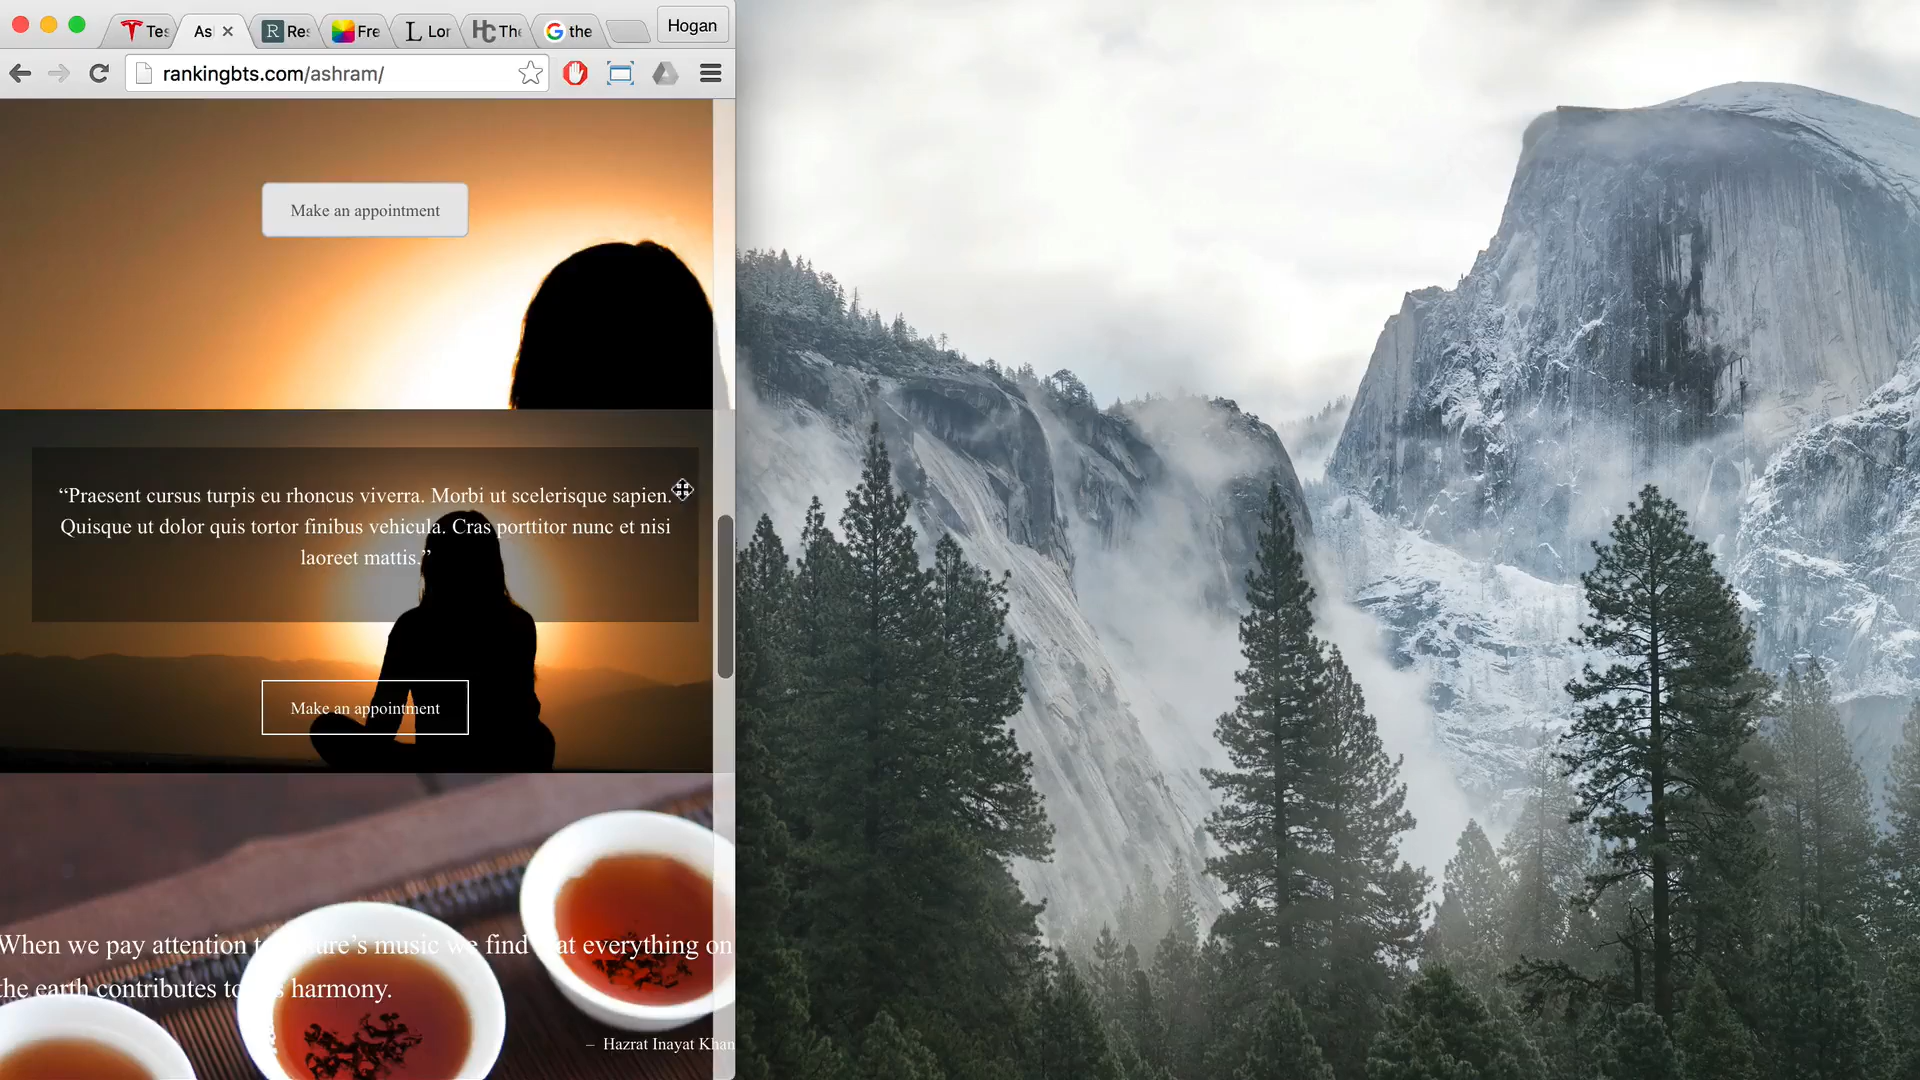 Tes
As
Re
Fre
L Lor
HC The
the
Hogan
rankingbts.com/ashram/
Make an appointment
“Praesent cursus turpis eu rhoncus viverra. Morbi ut scelerisque sapien.
Quisque ut dolor quis tortor finibus vehicula. Cras porttitor nunc et nisi
laoreet mattis.”
Make an appointment
When we pay attention to nature’s music we find that everything on
the earth contributes to harmony.
– Hazrat Inayat Khan